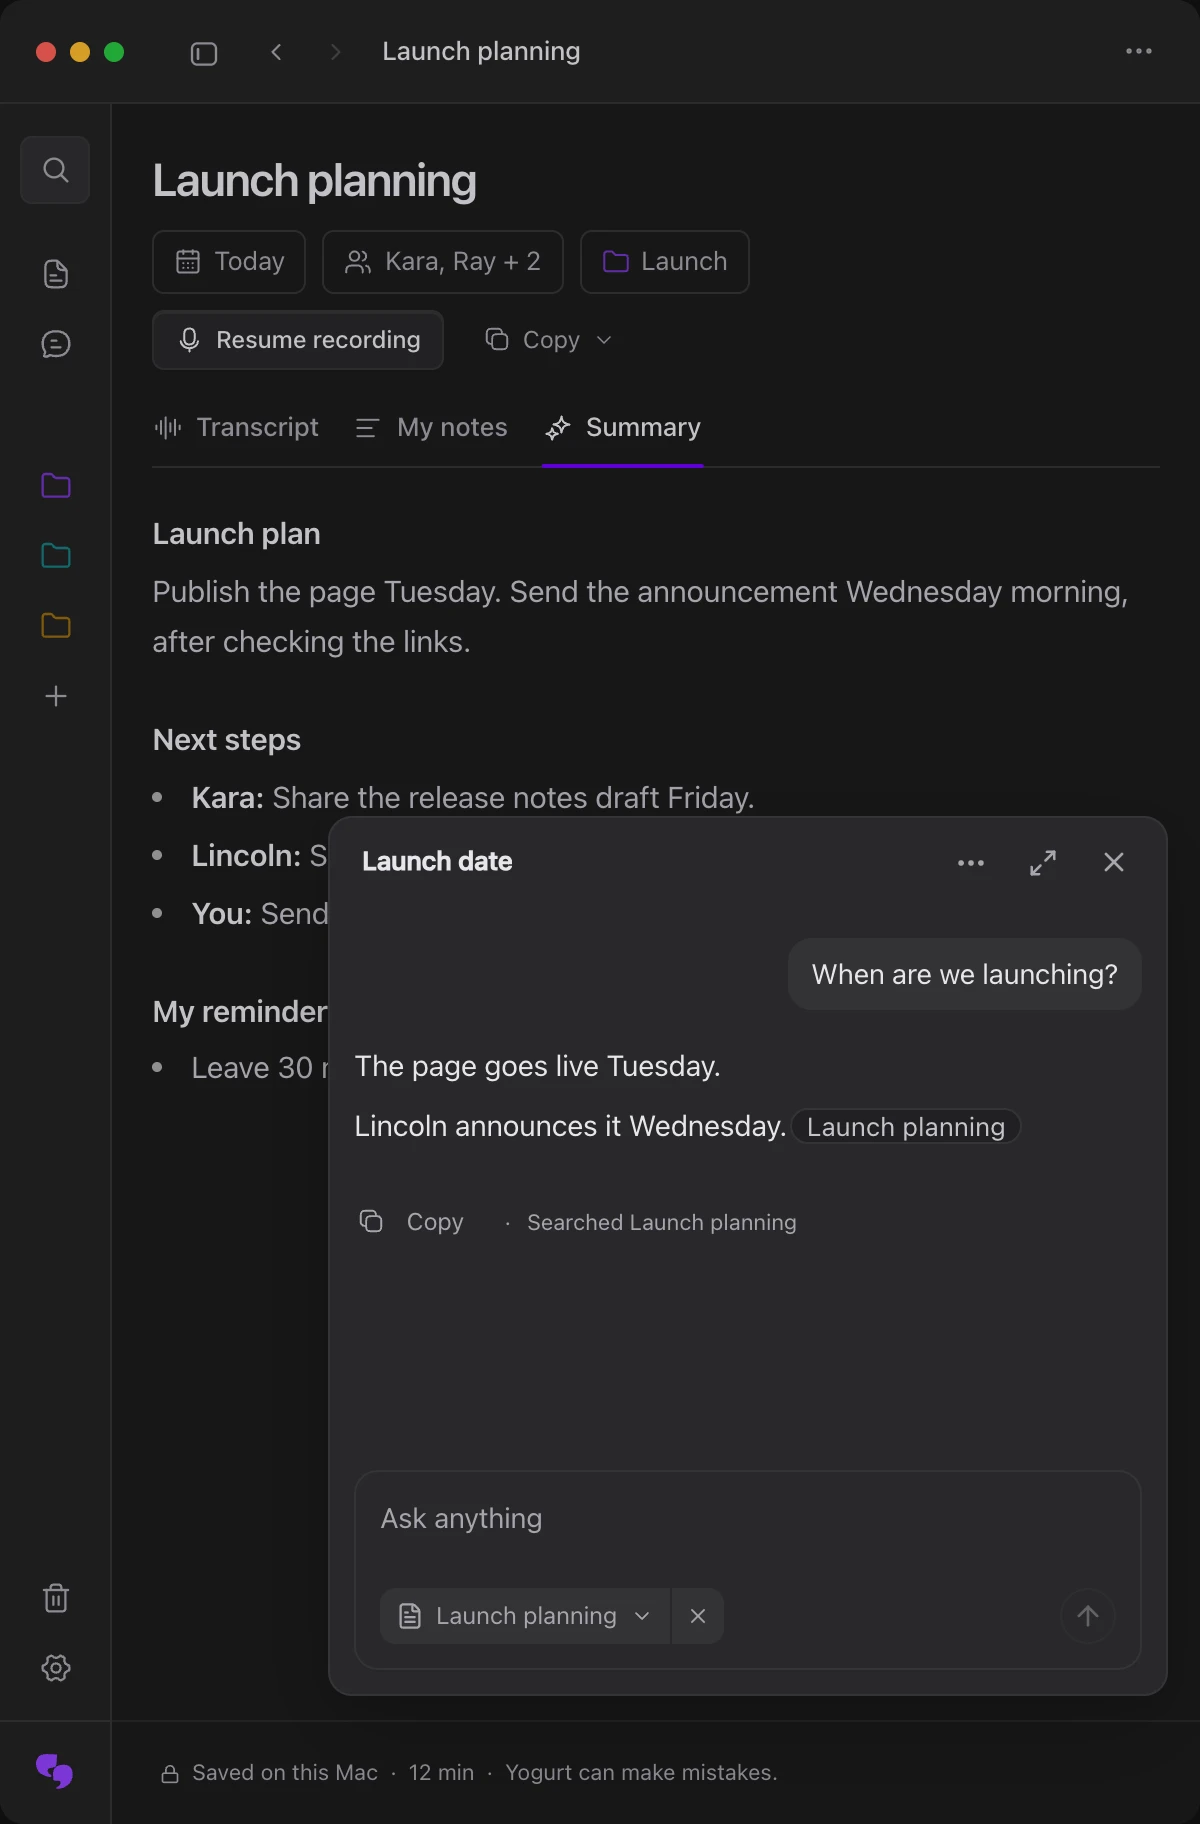 Launch planning
Launch planning
Today
Kara, Ray + 2
Launch
Resume recording
Copy
Transcript
My notes
Summary
Launch plan
Publish the page Tuesday. Send the announcement Wednesday morning,
after checking the links.
Next steps
• Kara: Share the release notes draft Friday.
• Lincoln: S
• You: Send
My reminder
• Leave 30
Launch date
When are we launching?
The page goes live Tuesday.
Lincoln announces it Wednesday. Launch planning
Copy · Searched Launch planning
Ask anything
Launch planning
Saved on this Mac · 12 min · Yogurt can make mistakes.